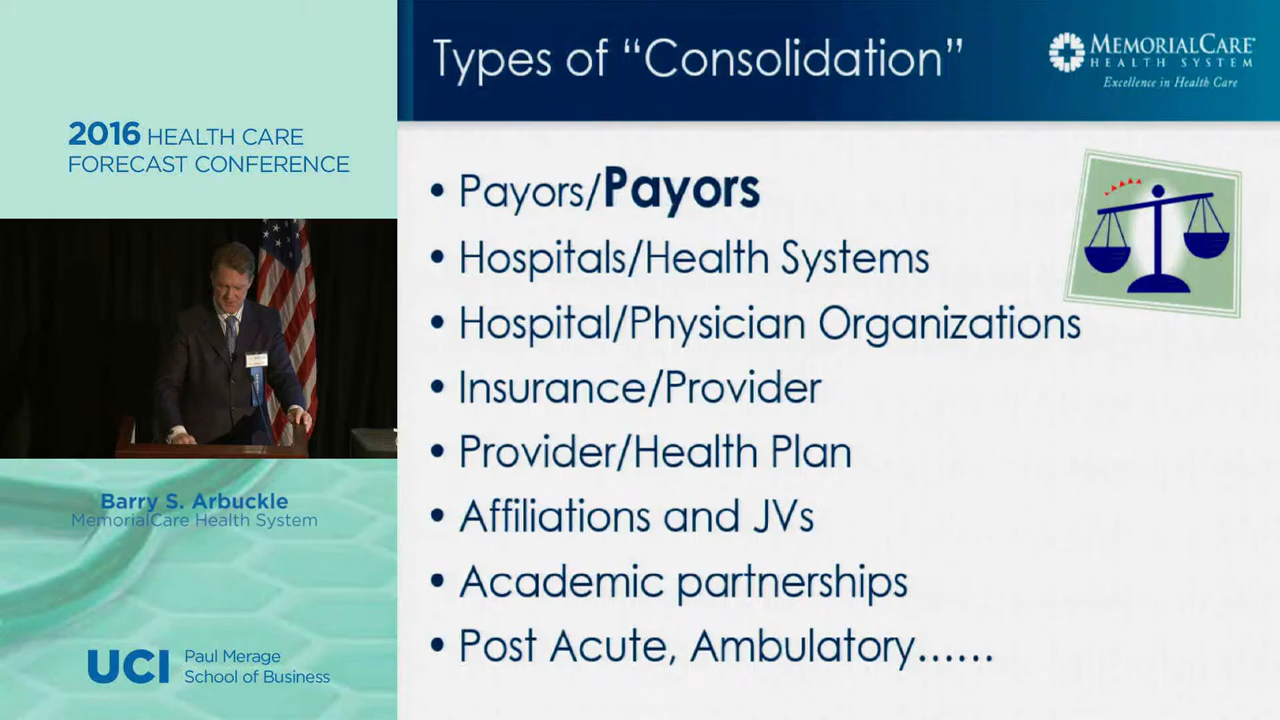 2016 HEALTH CARE
FORECAST CONFERENCE
Barry S. Arbuckle
MemorialCare Health System
UCI Paul Merage
School of Business
Types of “Consolidation”
MEMORIALCARE
HEALTH SYSTEM
Excellence in Health Care
• Payors/Payors
• Hospitals/Health Systems
• Hospital/Physician Organizations
• Insurance/Provider
• Provider/Health Plan
• Affiliations and JVs
• Academic partnerships
• Post Acute, Ambulatory......